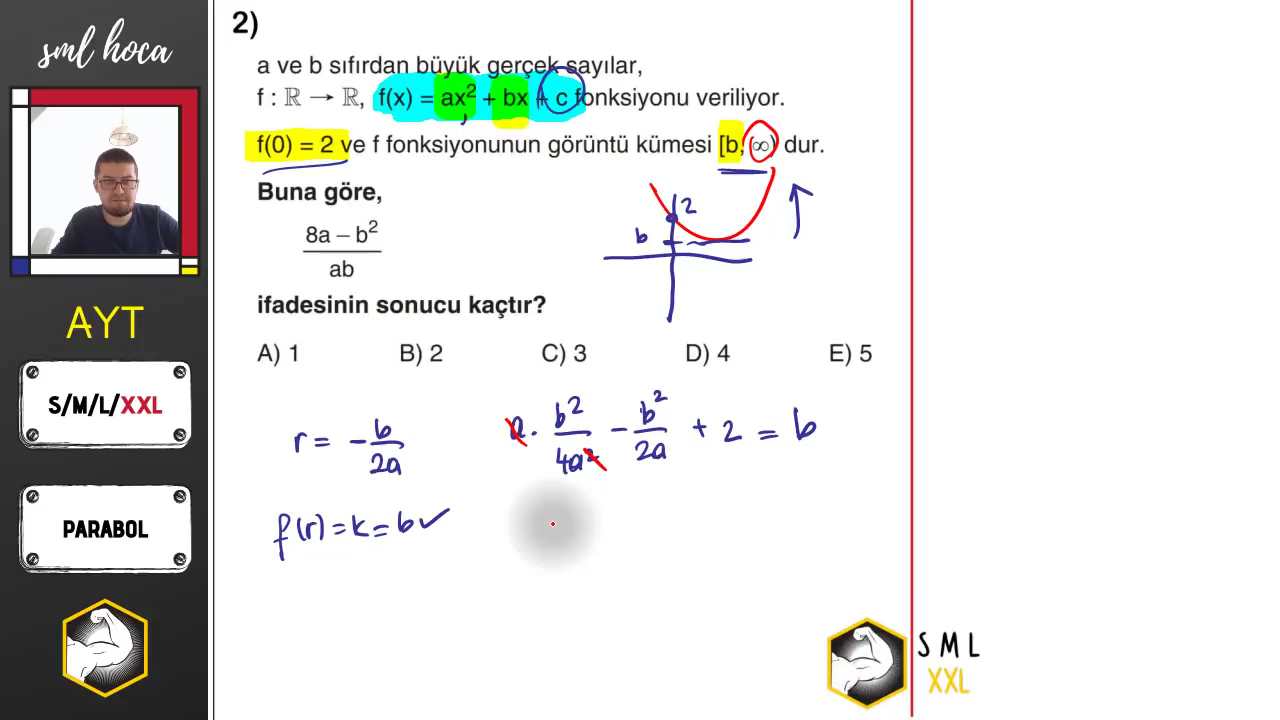 sml hoca
AYT
S/M/L/XXL
PARABOL
2)
a ve b sıfırdan büyük gerçek sayılar,
f : ℝ → ℝ, f(x) = ax² + bx + c fonksiyonu veriliyor.
f(0) = 2 ve f fonksiyonunun görüntü kümesi [b, ∞) dur.
Buna göre,
8a – b²
ab
ifadesinin sonucu kaçtır?
A) 1 B) 2 C) 3 D) 4 E) 5
2
b
r = - b/2a
a. b²/4a² - b²/2a + 2 = b
f(r) = k = b ✓
SML
XXL